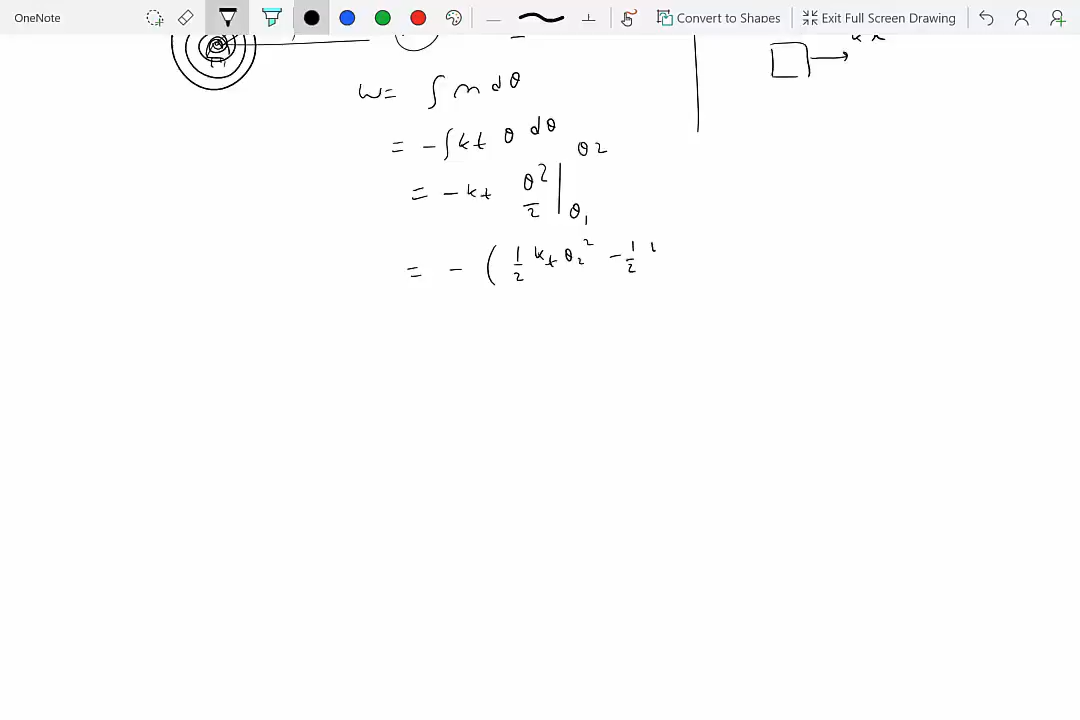 OneNote
Convert to Shapes
Exit Full Screen Drawing
w= ∫ m dθ
= -∫ kt θ dθ
= -kt θ²/2 | θ1 θ2
= - ( 1/2 kt θ2² - 1/2